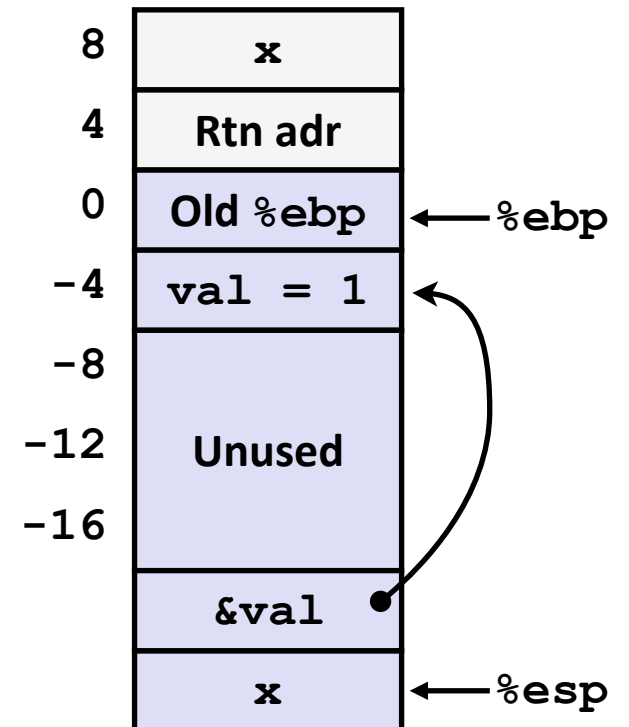 8 x
4 Rtn adr
0 Old %ebp %ebp
-4 val = 1
-8
-12 Unused
-16
&val
x %esp